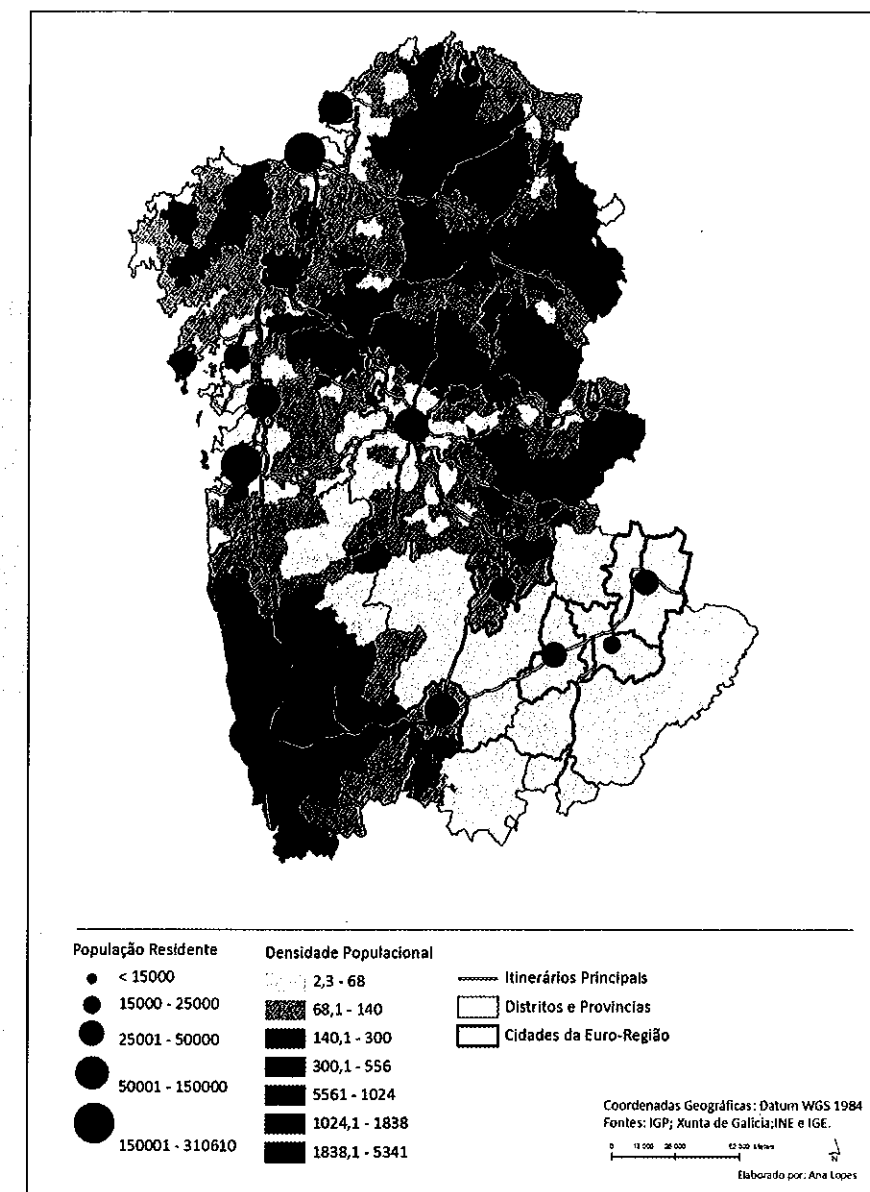 População Residente
< 15000
15000 - 25000
25001 - 50000
50001 - 150000
150001 - 310610
Densidade Populacional
2,3 - 68
68,1 - 140
140,1 - 300
300,1 - 556
5561 - 1024
1024,1 - 1838
1838,1 - 5341
Itinerários Principais
Distritos e Provincias
Cidades da Euro-Região
Coordenadas Geográficas: Datum WGS 1984
Fontes: IGP; Xunta de Galicia;INE e IGE.
0
N
Elaborado por: Ana Lopes